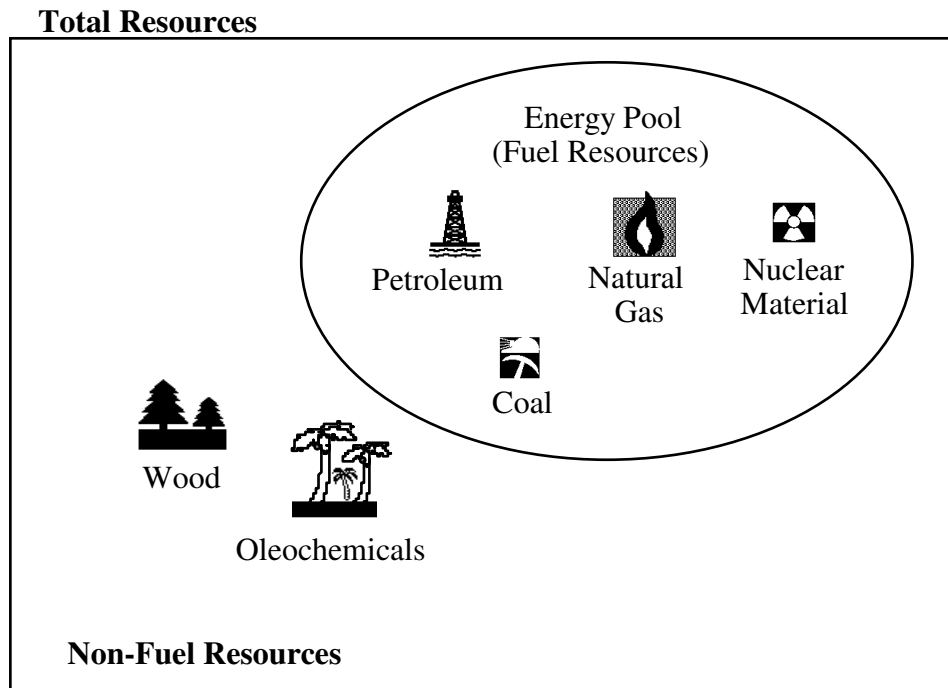 Total Resources
Energy Pool
(Fuel Resources)
Petroleum
Natural
Gas
Nuclear
Material
Coal
Wood
Oleochemicals
Non-Fuel Resources